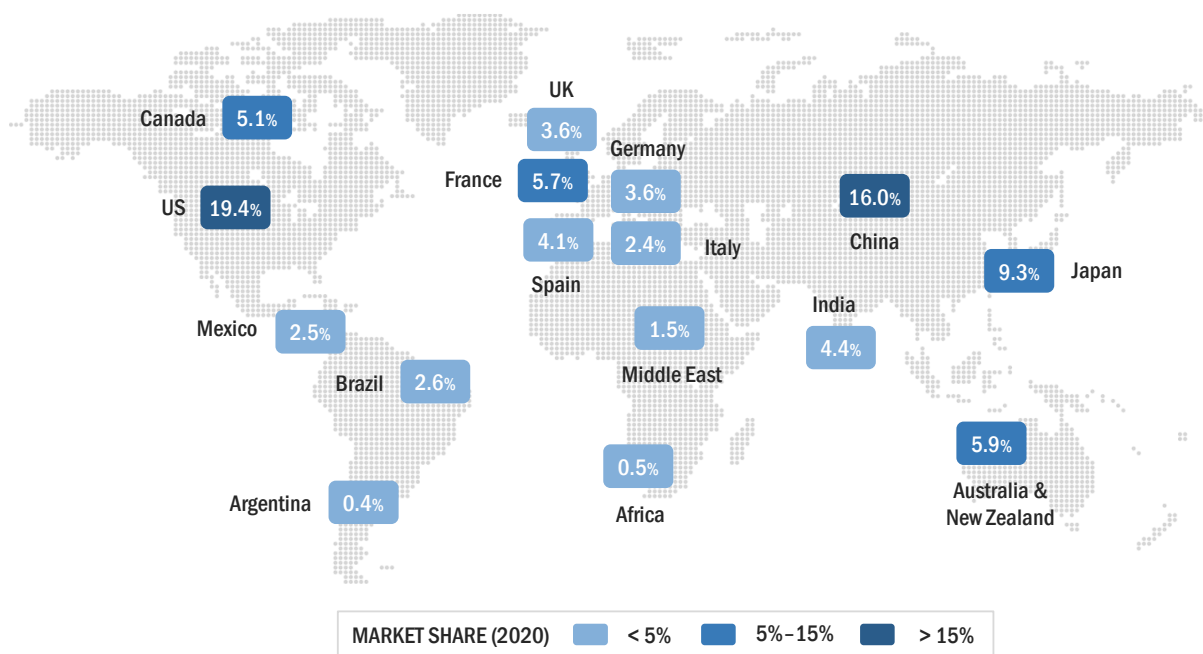 UK
Canada 5.1%
3.6%
Germany
France 5.7%
3.6%
US 19.4%
16.0%
China
4.1%
Spain
2.4% Italy
9.3% Japan
India
4.4%
Mexico 2.5%
1.5%
Middle East
Brazil 2.6%
5.9%
Australia &
New Zealand
0.5%
Africa
Argentina 0.4%
MARKET SHARE (2020) < 5% 5%–15% > 15%